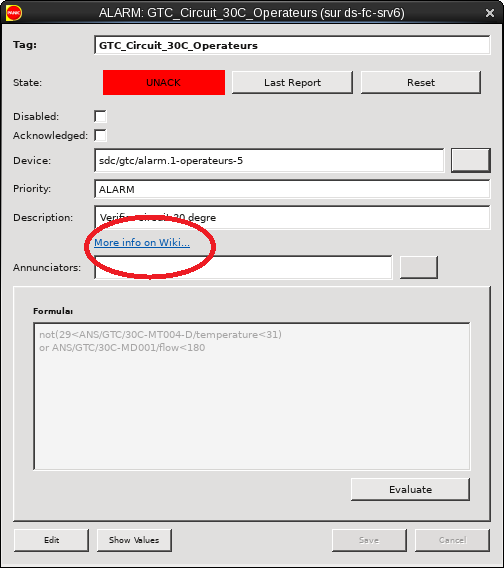 ALARM: GTC_Circuit_30C_Operateurs (sur ds-fc-srv6)
Tag: GTC_Circuit_30C_Operateurs
State: UNACK Last Report Reset
Disabled:
Acknowledged:
Device: sdc/gtc/alarm.1-operateurs-5
Priority: ALARM
Description: circuit 30 degre
More info on Wiki...
Annunciators:
Formula:
not(29<ANS/GTC/30C-MT004-D/temperature<31)
or ANS/GTC/30C-MD001/flow<180
Evaluate
Edit Show Values Save Cancel